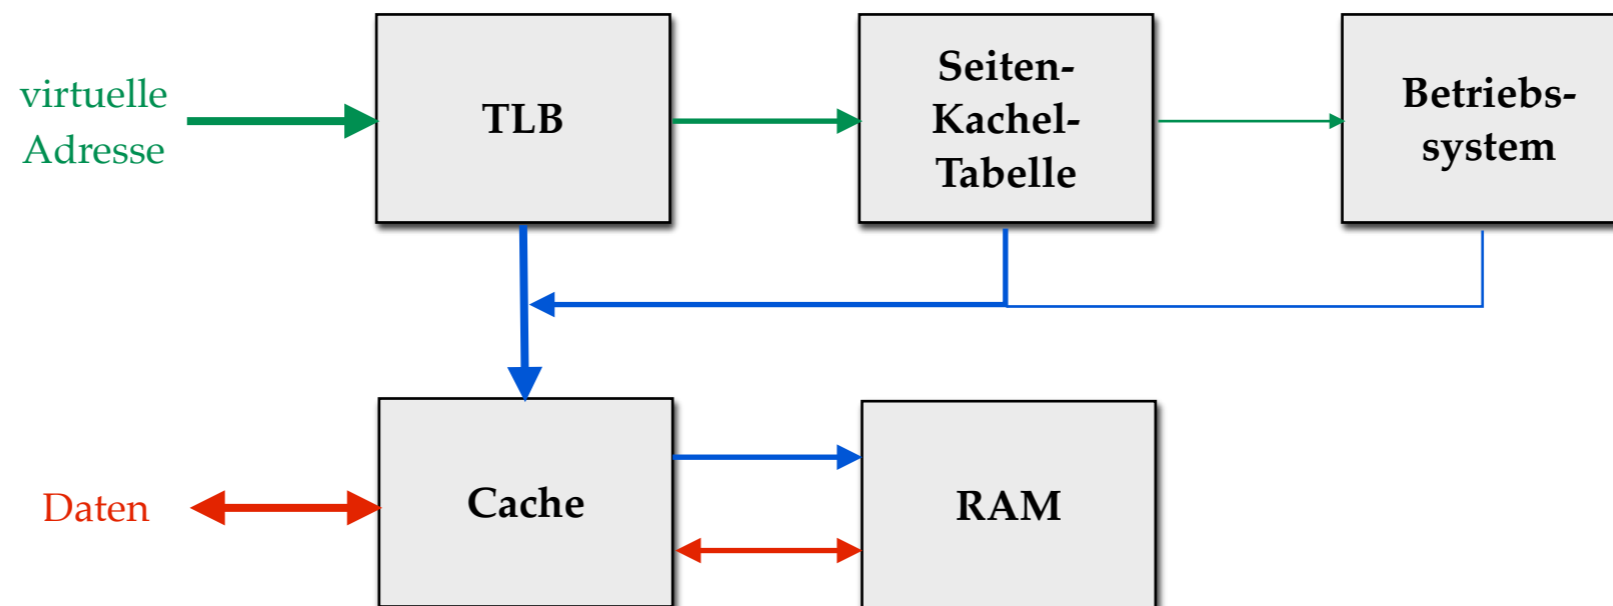 virtuelle
Adresse
TLB
Seiten-
Kachel-
Tabelle
Betriebs-
system
Daten
Cache
RAM